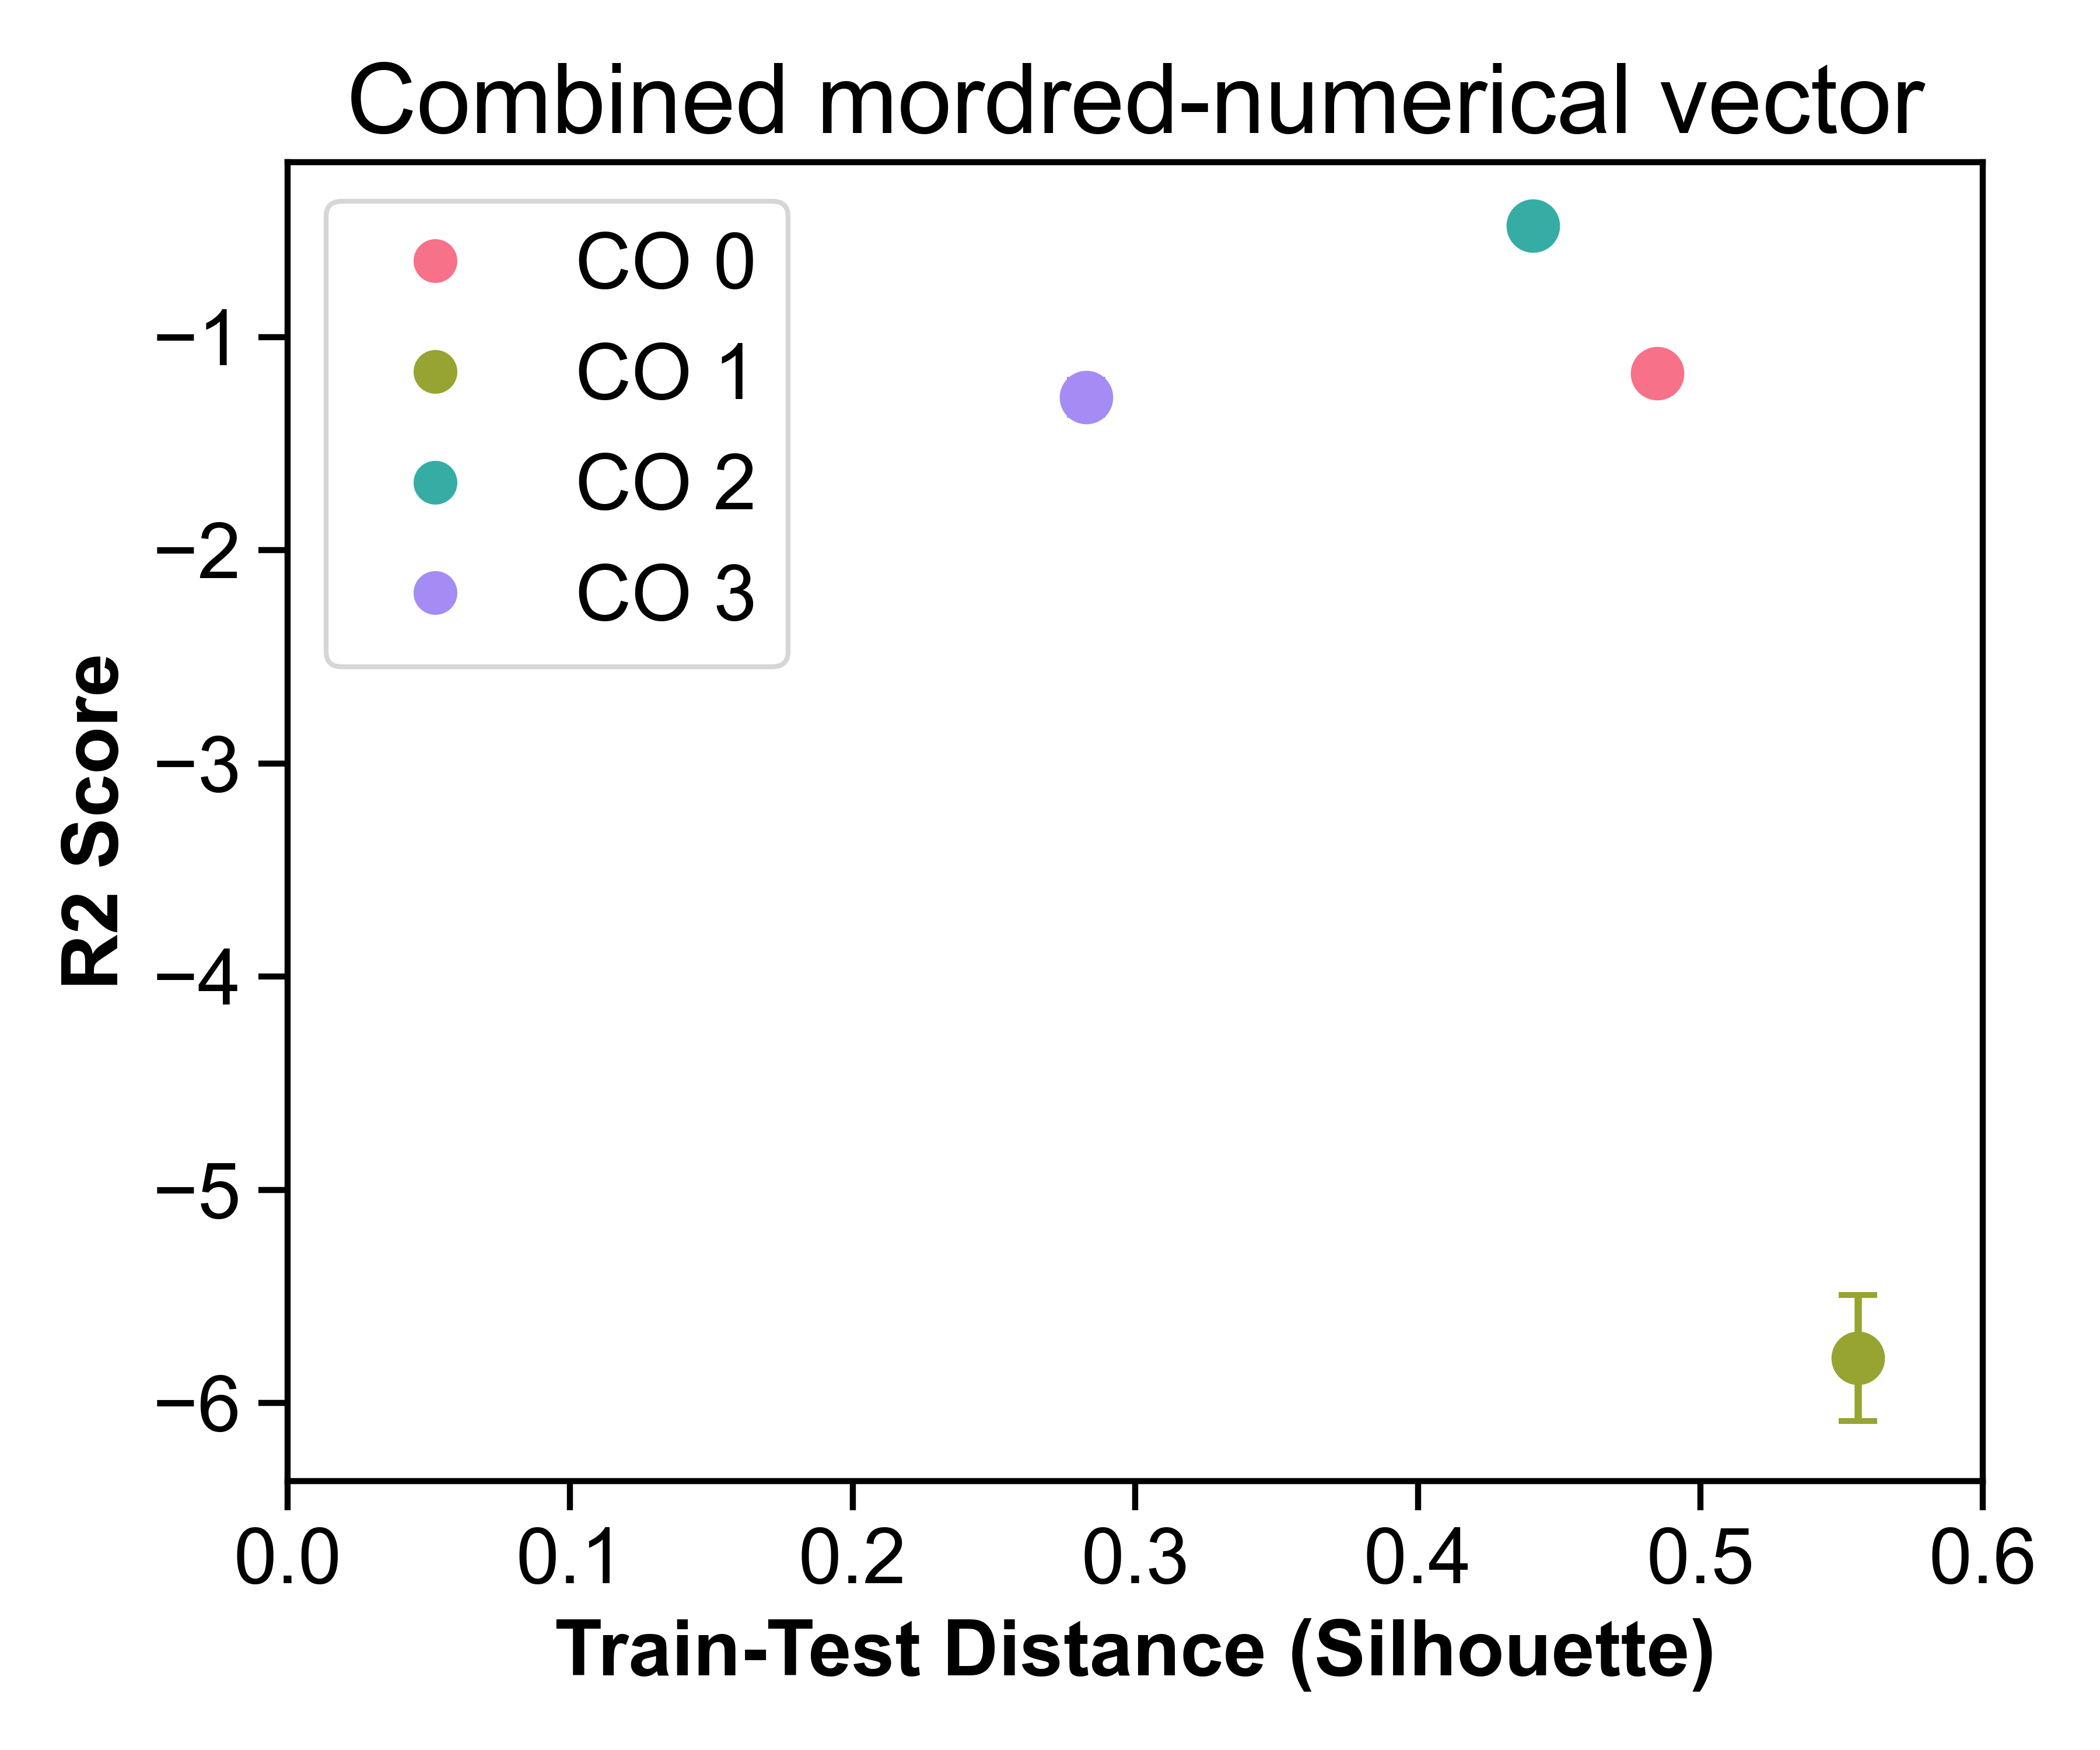 Combined mordred-numerical vector
CO 0
CO 1
CO 2
CO 3
R2 Score
−1
−2
−3
−4
−5
−6
0.0 0.1 0.2 0.3 0.4 0.5 0.6
Train-Test Distance (Silhouette)